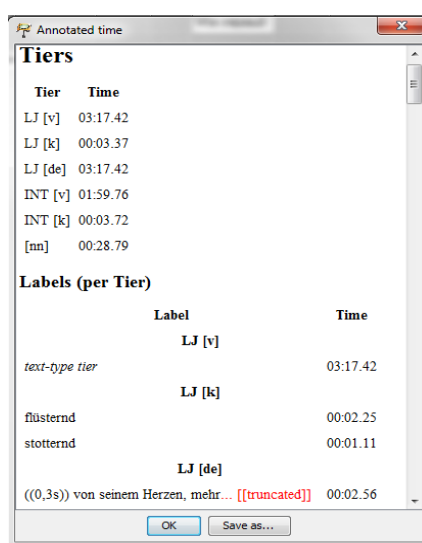 Annotated time
Tiers
Tier Time
LJ [v] 03:17.42
LJ [k] 00:03.37
LJ [de] 03:17.42
INT [v] 01:59.76
INT [k] 00:03.72
[nn] 00:28.79
Labels (per Tier)
Label Time
LJ [v]
text-type tier 03:17.42
LJ [k]
flüsternd 00:02.25
stotternd 00:01.11
LJ [de]
((0,3s)) von seinem Herzen, mehr... [[truncated]] 00:02.56
OK Save as...